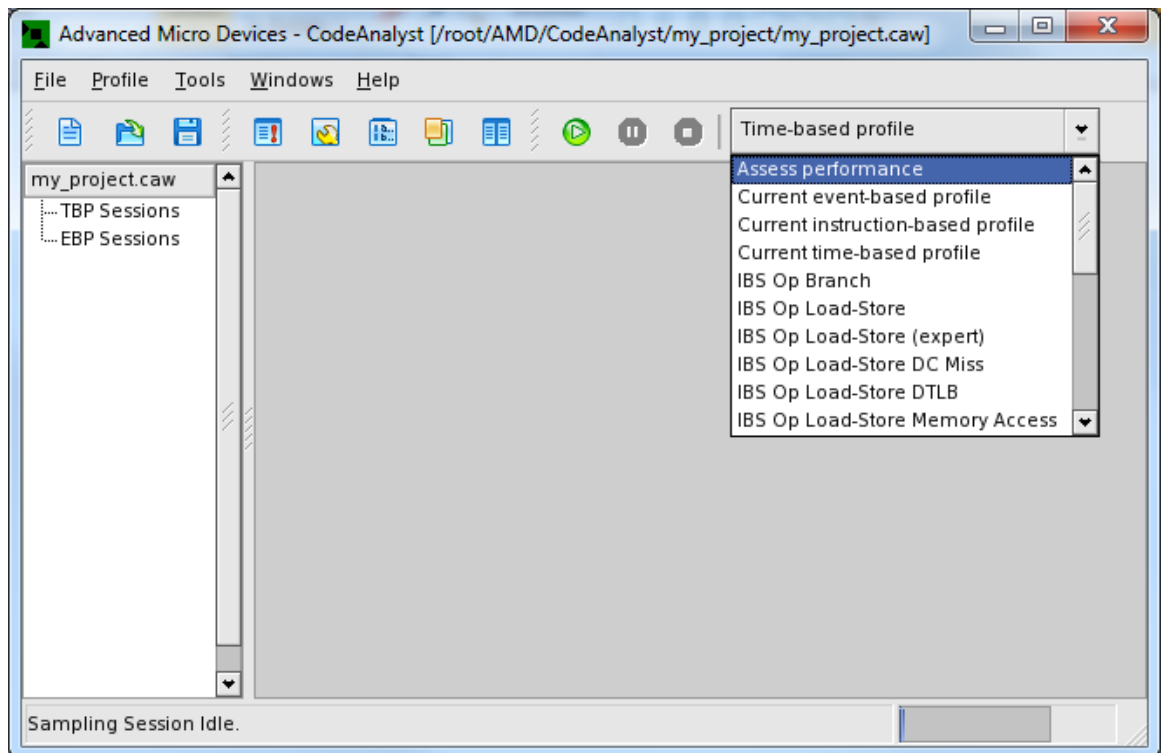 Advanced Micro Devices - CodeAnalyst [/root/AMD/CodeAnalyst/my_project/my_project.caw]
File Profile Tools Windows Help
Time-based profile
my_project.caw
TBP Sessions
EBP Sessions
Assess performance
Current event-based profile
Current instruction-based profile
Current time-based profile
IBS Op Branch
IBS Op Load-Store
IBS Op Load-Store (expert)
IBS Op Load-Store DC Miss
IBS Op Load-Store DTLB
IBS Op Load-Store Memory Access
Sampling Session Idle.